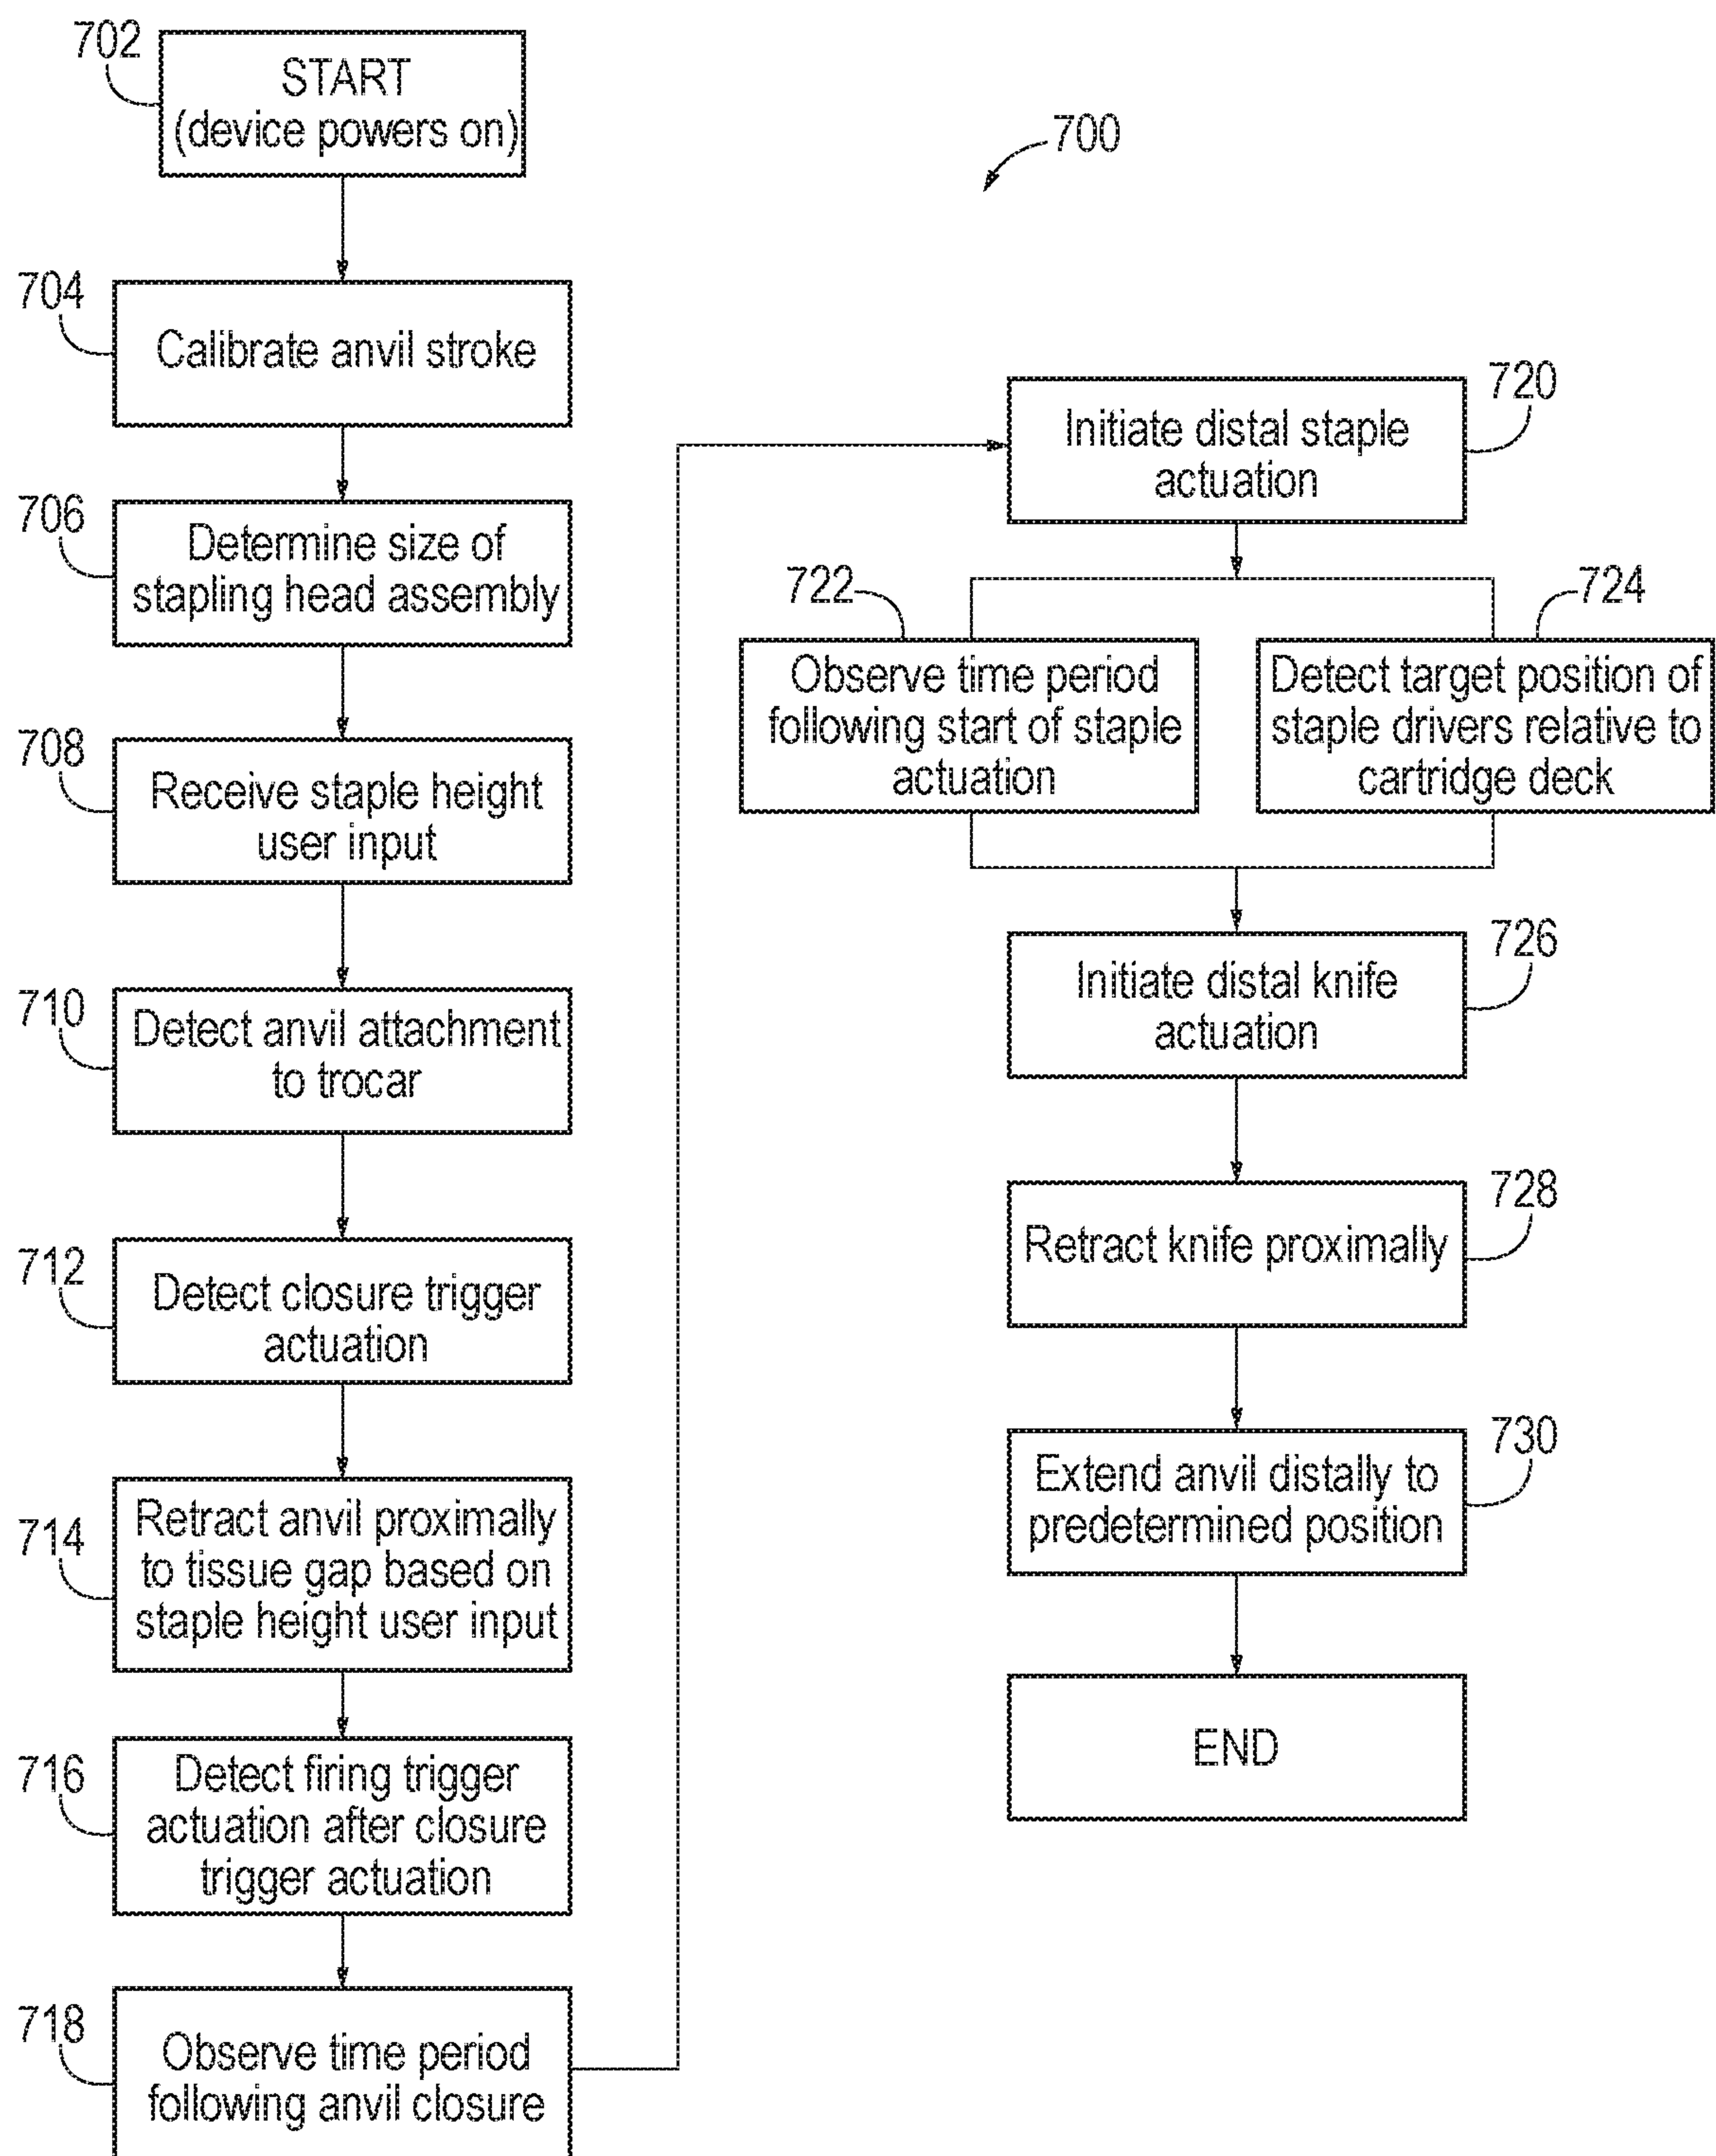 702
START
(device powers on)
700
704
Calibrate anvil stroke
706
Determine size of
stapling head assembly
708
Receive staple height
user input
710
Detect anvil attachment
to trocar
712
Detect closure trigger
actuation
714
Retract anvil proximally
to tissue gap based on
staple height user input
716
Detect firing trigger
actuation after closure
trigger actuation
718
Observe time period
following anvil closure
720
Initiate distal staple
actuation
722
Observe time period
following start of staple
actuation
724
Detect target position of
staple drivers relative to
cartridge deck
726
Initiate distal knife
actuation
728
Retract knife proximally
730
Extend anvil distally to
predetermined position
END